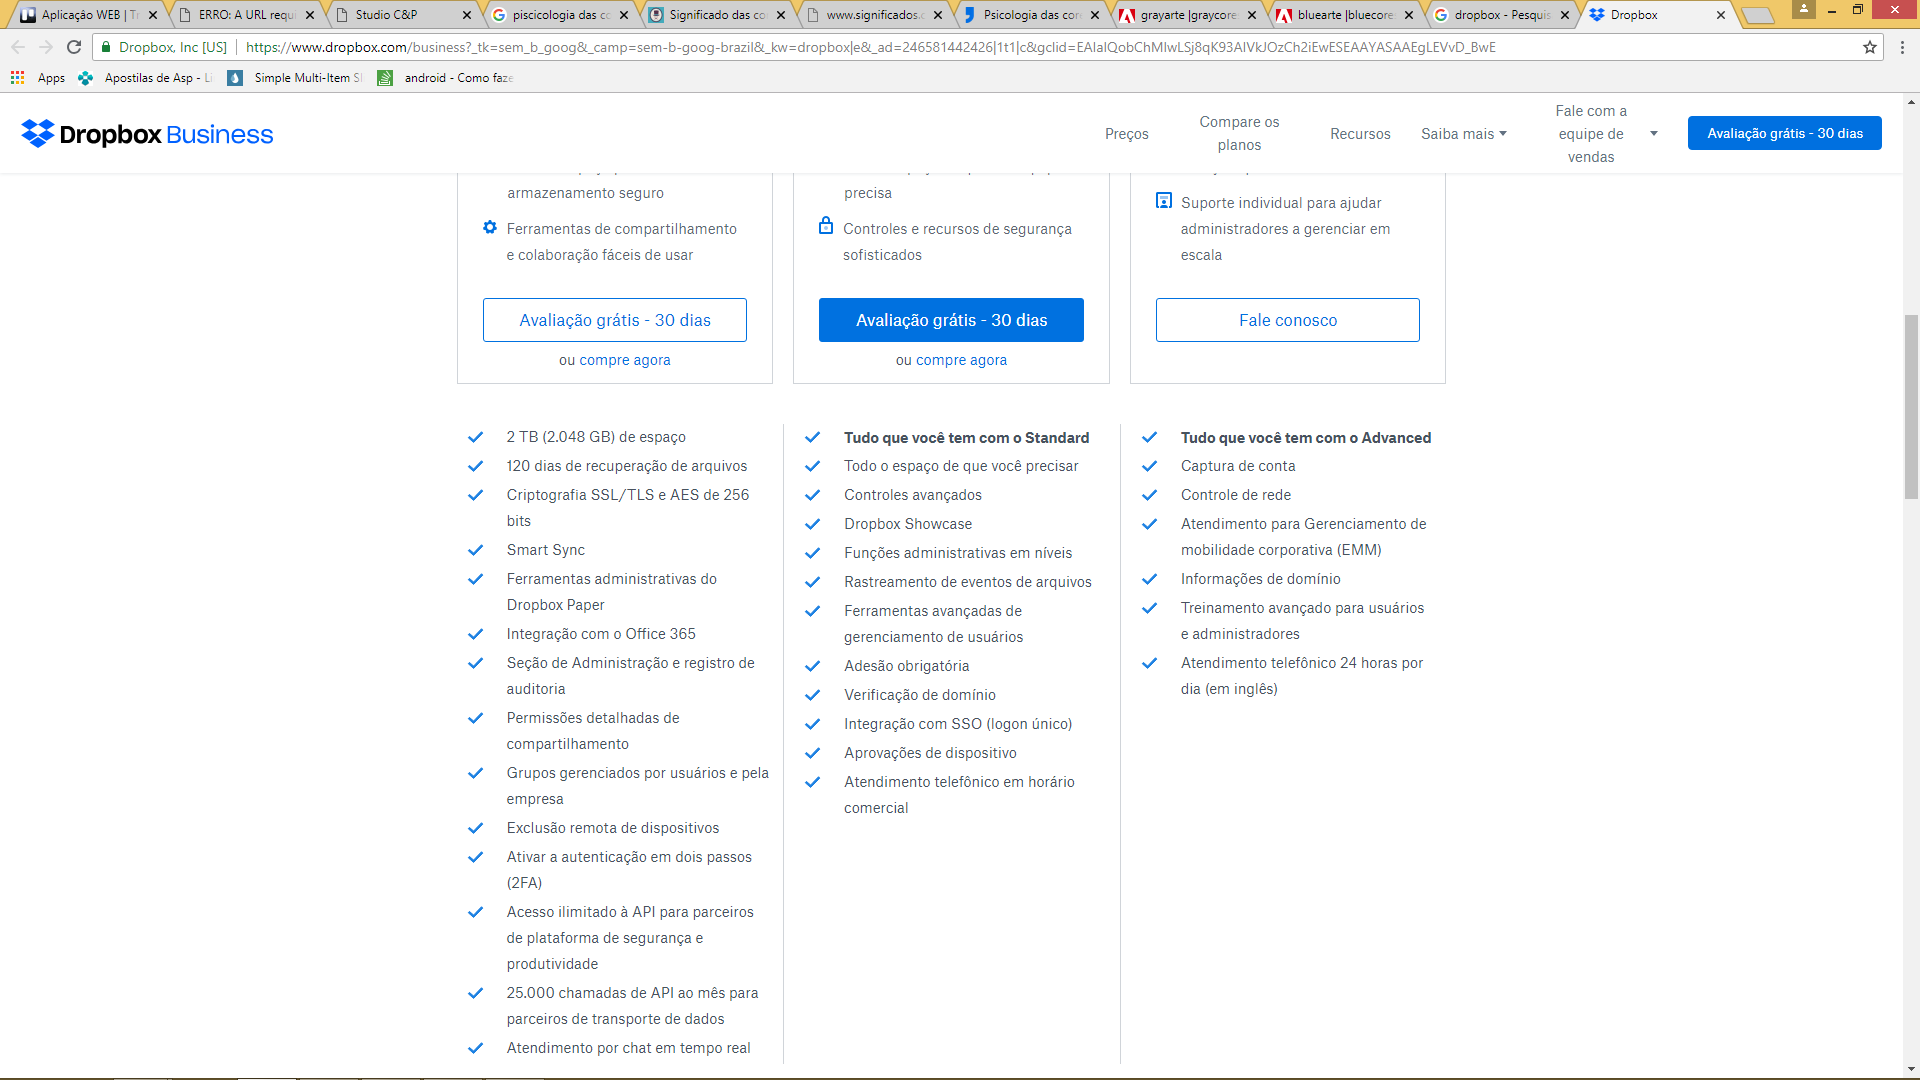 Aplicação WEB | Tr
ERRO: A URL requi
Studio C&P
piscicologia das co
Significado das co
www.significados.c
Psicologia das cor
grayarte |graycore
bluearte |bluecore
dropbox - Pesquis
Dropbox
Dropbox, Inc [US]
https://www.dropbox.com/business?_tk=sem_b_goog&_camp=sem-b-goog-brazil&_kw=dropbox|e&_ad=246581442426|1t1|c&gclid=EAIaIQobChMIwLSj8qK93AIVkJOzCh2iEwESEAAYASAAEgLEVvD_BwE
Apps
Apostilas de Asp - Li
Simple Multi-Item Sl
android - Como faze
Dropbox Business
Preços
Compare os
planos
Recursos
Saiba mais
Fale com a
equipe de
vendas
Avaliação grátis - 30 dias
armazenamento seguro
Ferramentas de compartilhamento
e colaboração fáceis de usar
Avaliação grátis - 30 dias
ou compre agora
precisa
Controles e recursos de segurança
sofisticados
Avaliação grátis - 30 dias
ou compre agora
Suporte individual para ajudar
administradores a gerenciar em
escala
Fale conosco
2 TB (2.048 GB) de espaço
120 dias de recuperação de arquivos
Criptografia SSL/TLS e AES de 256
bits
Smart Sync
Ferramentas administrativas do
Dropbox Paper
Integração com o Office 365
Seção de Administração e registro de
auditoria
Permissões detalhadas de
compartilhamento
Grupos gerenciados por usuários e pela
empresa
Exclusão remota de dispositivos
Ativar a autenticação em dois passos
(2FA)
Acesso ilimitado à API para parceiros
de plataforma de segurança e
produtividade
25.000 chamadas de API ao mês para
parceiros de transporte de dados
Atendimento por chat em tempo real
Tudo que você tem com o Standard
Todo o espaço de que você precisar
Controles avançados
Dropbox Showcase
Funções administrativas em níveis
Rastreamento de eventos de arquivos
Ferramentas avançadas de
gerenciamento de usuários
Adesão obrigatória
Verificação de domínio
Integração com SSO (logon único)
Aprovações de dispositivo
Atendimento telefônico em horário
comercial
Tudo que você tem com o Advanced
Captura de conta
Controle de rede
Atendimento para Gerenciamento de
mobilidade corporativa (EMM)
Informações de domínio
Treinamento avançado para usuários
e administradores
Atendimento telefônico 24 horas por
dia (em inglês)